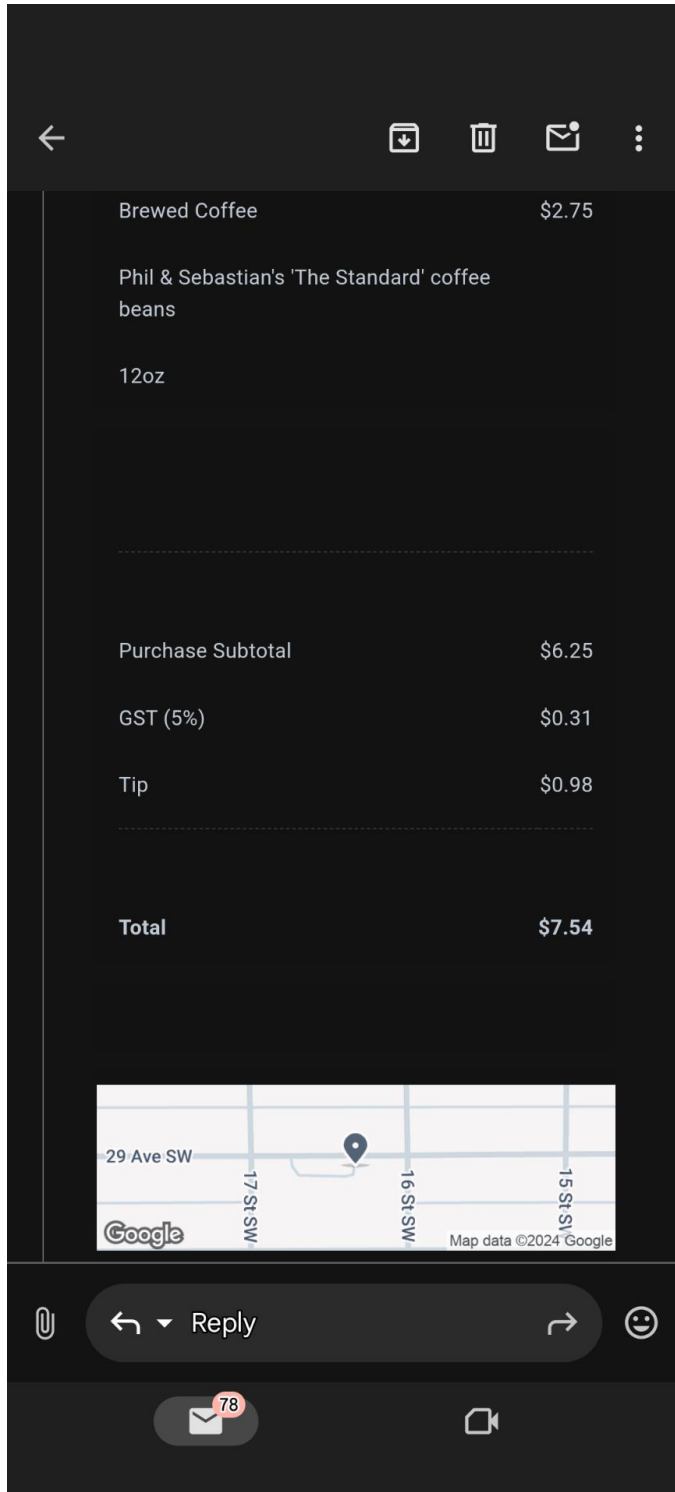 Brewed Coffee $2.75
Phil & Sebastian's 'The Standard' coffee
beans
12oz
Purchase Subtotal $6.25
GST (5%) $0.31
Tip $0.98
Total $7.54
29 Ave SW
17 St SW
16 St SW
15 St SW
Google
Map data ©2024 Google
Reply
78